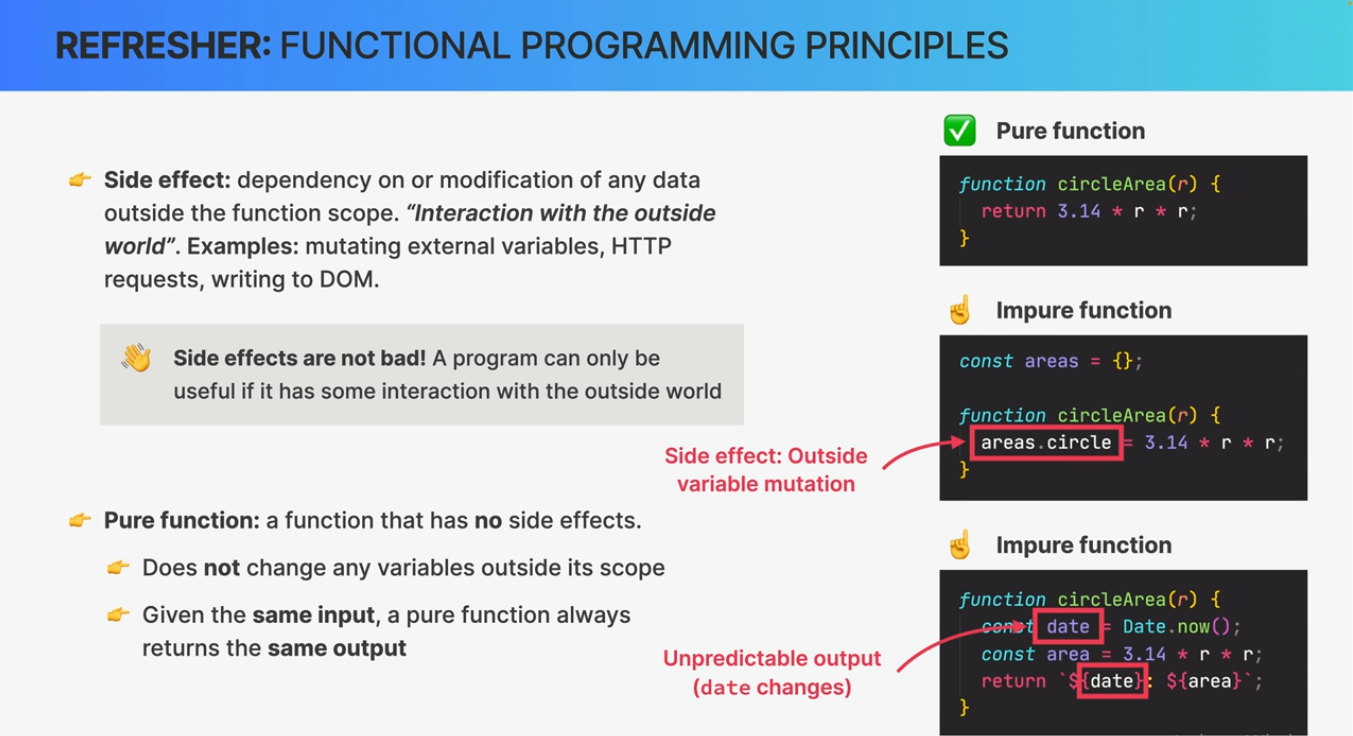 REFRESHER: FUNCTIONAL PROGRAMMING PRINCIPLES
Side effect: dependency on or modification of any data
outside the function scope. “Interaction with the outside
world”. Examples: mutating external variables, HTTP
requests, writing to DOM.
Side effects are not bad! A program can only be
useful if it has some interaction with the outside world
Pure function: a function that has no side effects.
Does not change any variables outside its scope
Given the same input, a pure function always
returns the same output
Pure function
function circleArea(r) {
return 3.14 * r * r;
}
Impure function
const areas = {};
function circleArea(r) {
areas.circle = 3.14 * r * r;
}
Side effect: Outside
variable mutation
Impure function
function circleArea(r) {
const date = Date.now();
const area = 3.14 * r * r;
return `${date}: ${area}`;
}
Unpredictable output
(date changes)